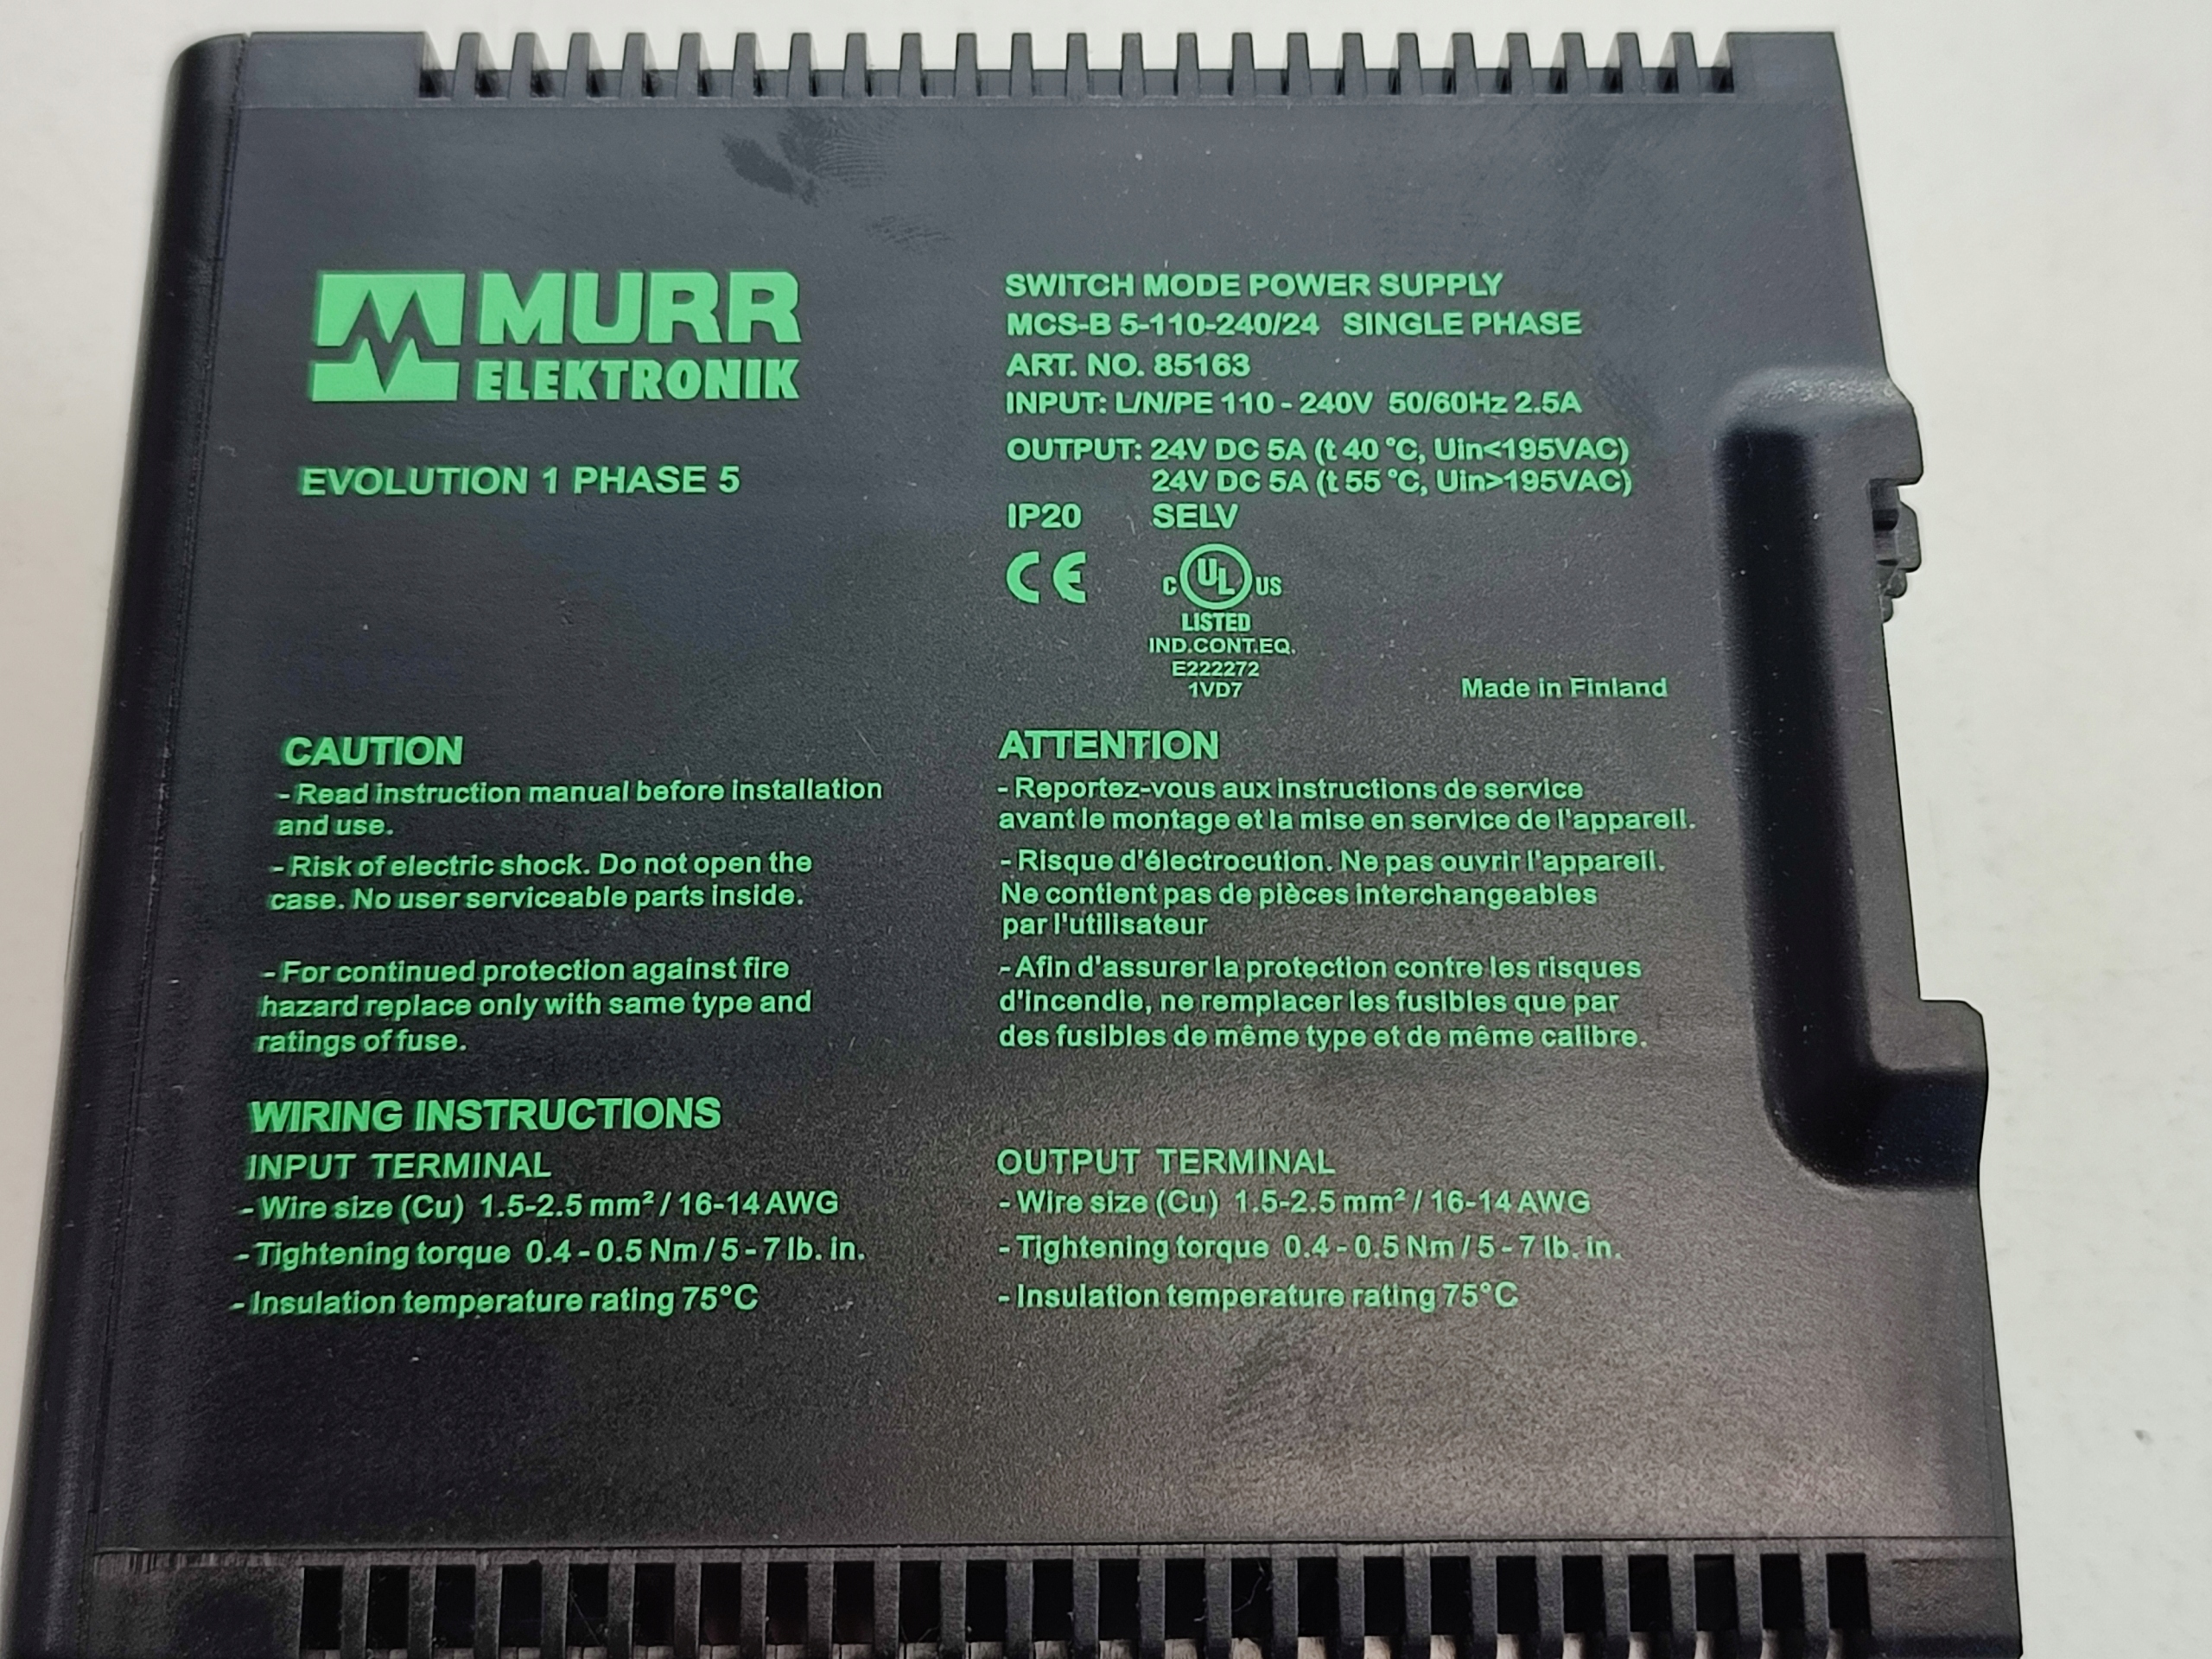 MURR
ELEKTRONIK
EVOLUTION 1 PHASE 5
SWITCH MODE POWER SUPPLY
MCS-B 5-110-240/24 SINGLE PHASE
ART. NO. 85163
INPUT: L/N/PE 110 - 240V 50/60Hz 2.5A
OUTPUT: 24V DC 5A (t 40 °C, Uin<195VAC)
24V DC 5A (t 55 °C, Uin>195VAC)
IP20 SELV
CE
C UL US
LISTED
IND.CONT.EQ.
E222272
1VD7
Made in Finland
CAUTION
- Read instruction manual before installation
and use.
- Risk of electric shock. Do not open the
case. No user serviceable parts inside.
- For continued protection against fire
hazard replace only with same type and
ratings of fuse.
ATTENTION
- Reportez-vous aux instructions de service
avant le montage et la mise en service de l'appareil.
- Risque d'électrocution. Ne pas ouvrir l'appareil.
Ne contient pas de pièces interchangeables
par l'utilisateur
- Afin d'assurer la protection contre les risques
d'incendie, ne remplacer les fusibles que par
des fusibles de même type et de même calibre.
WIRING INSTRUCTIONS
INPUT TERMINAL
- Wire size (Cu) 1.5-2.5 mm² / 16-14 AWG
- Tightening torque 0.4 - 0.5 Nm / 5 - 7 lb. in.
- Insulation temperature rating 75°C
OUTPUT TERMINAL
- Wire size (Cu) 1.5-2.5 mm² / 16-14 AWG
- Tightening torque 0.4 - 0.5 Nm / 5 - 7 lb. in.
- Insulation temperature rating 75°C